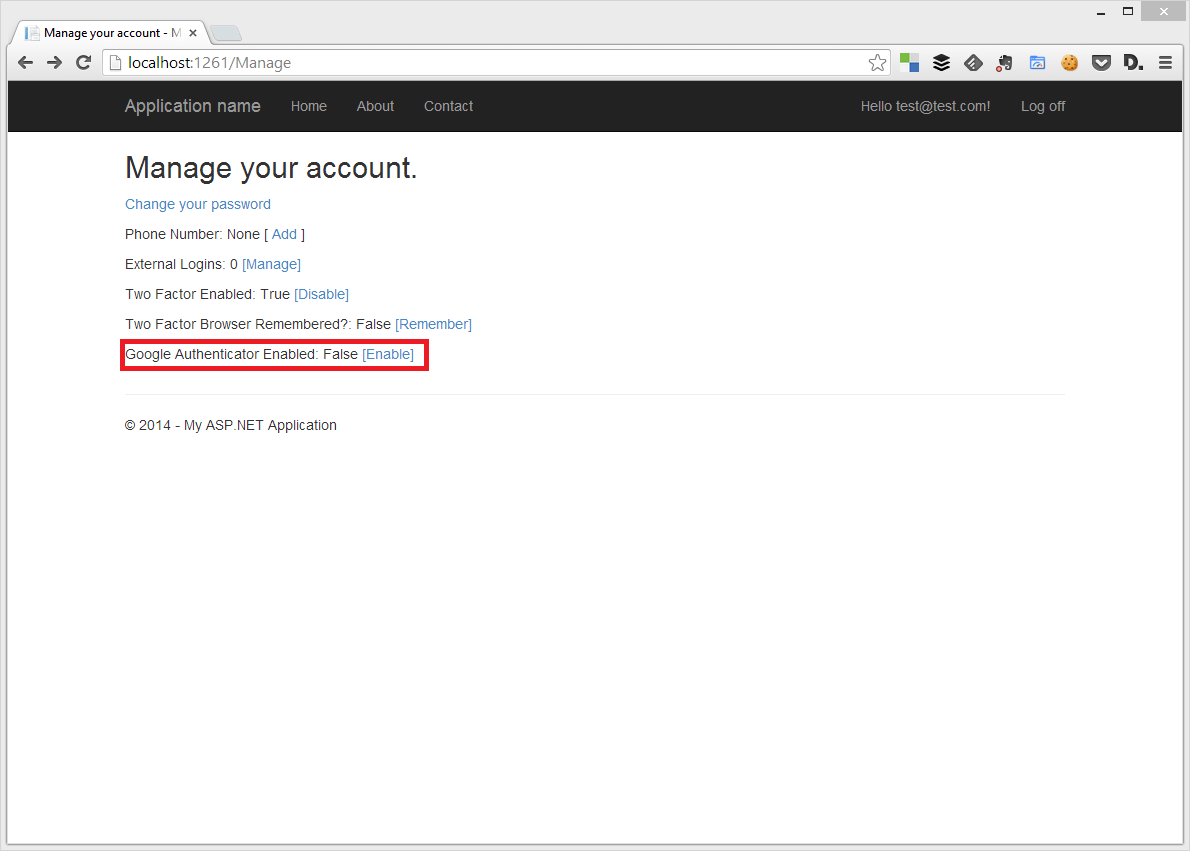 Manage your account - M
localhost:1261/Manage
D.
Application name Home About Contact Hello test@test.com! Log off
Manage your account.
Change your password
Phone Number: None [ Add ]
External Logins: 0 [Manage]
Two Factor Enabled: True [Disable]
Two Factor Browser Remembered?: False [Remember]
Google Authenticator Enabled: False [Enable]
© 2014 - My ASP.NET Application